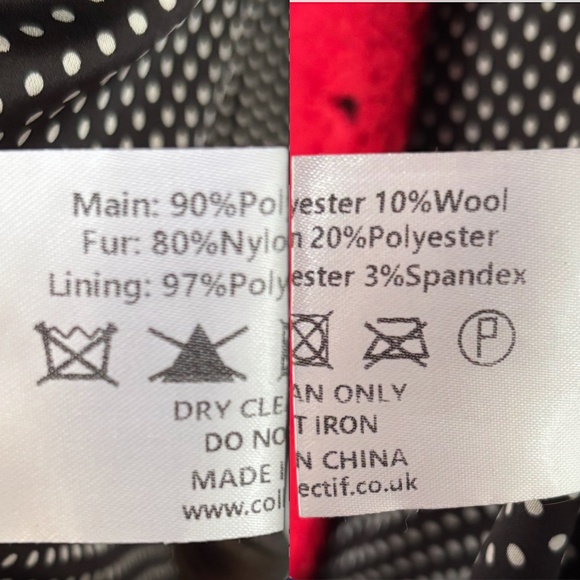 Main: 90%Polyester 10%Wool
Fur: 80%Nylon 20%Polyester
Lining: 97%Polyester 3%Spandex
P
DRY CLEAN ONLY
DO NOT IRON
MADE IN CHINA
www.collectif.co.uk